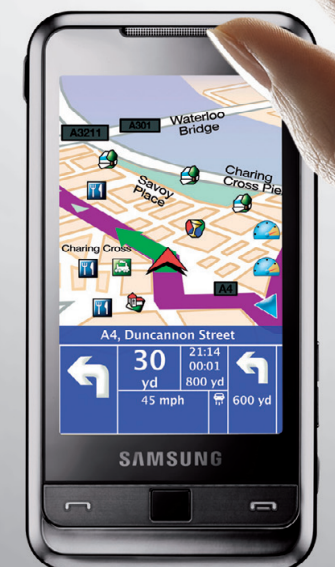 A3211
A301
Waterloo
Bridge
Charing
Cross Pie
Savoy
Place
Charing Cross
A4
A4, Duncannon Street
30
yd
21:14
00:01
800 yd
45 mph
600 yd
SAMSUNG